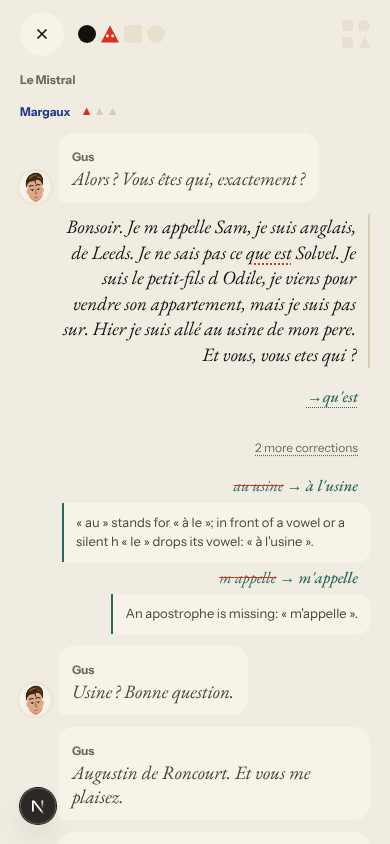 Le Mistral
Margaux
Gus
Alors ? Vous êtes qui, exactement ?
Bonsoir. Je m appelle Sam, je suis anglais,
de Leeds. Je ne sais pas ce que est Solvel. Je
suis le petit-fils d Odile, je viens pour
vendre son appartement, mais je suis pas
sur. Hier je suis allé au usine de mon pere.
Et vous, vous etes qui ?
→qu'est
2 more corrections
au usine → à l'usine
« au » stands for « à le »; in front of a vowel or a
silent h « le » drops its vowel: « à l'usine ».
m appelle → m'appelle
An apostrophe is missing: « m'appelle ».
Gus
Usine ? Bonne question.
Gus
Augustin de Roncourt. Et vous me
plaisez.
N